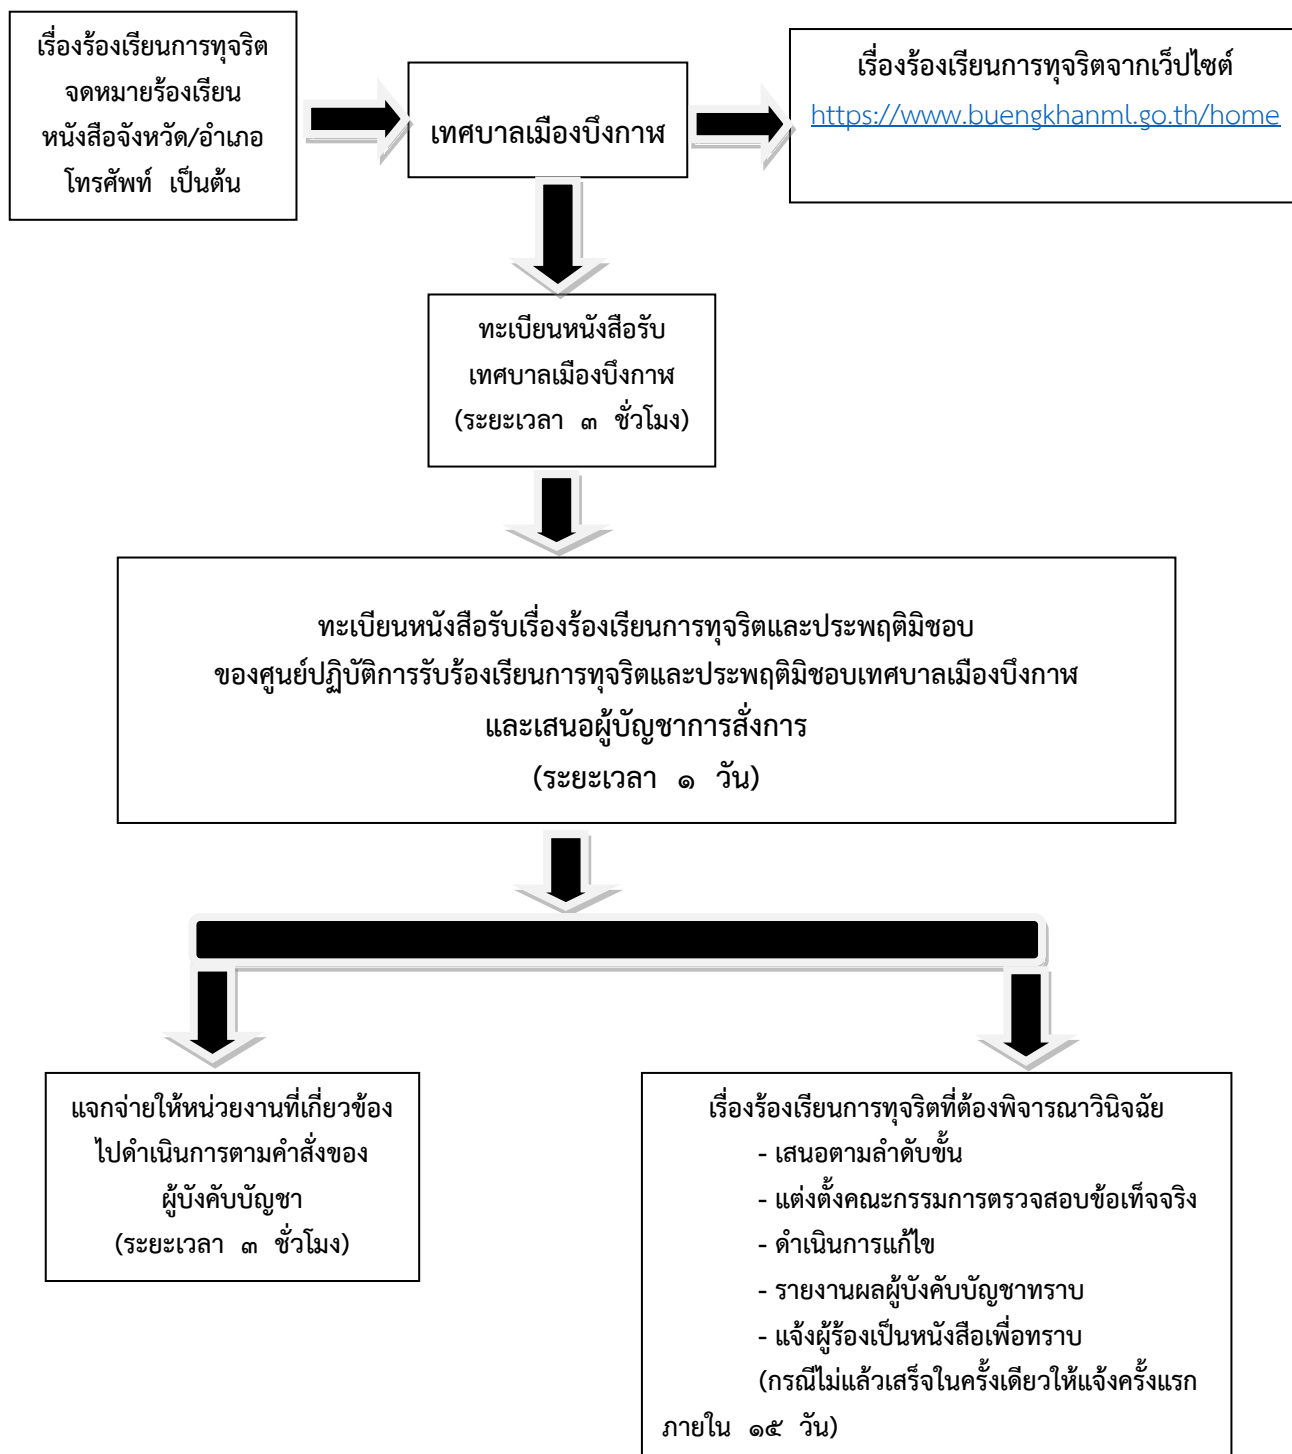 เรื่องร้องเรียนการทุจริต
จดหมายร้องเรียน
หนังสือจังหวัด/อำเภอ
โทรศัพท์ เป็นต้น
เทศบาลเมืองบึงกาฬ
เรื่องร้องเรียนการทุจริตจากเว็ปไซต์
https://www.buengkhanml.go.th/home
ทะเบียนหนังสือรับ
เทศบาลเมืองบึงกาฬ
(ระยะเวลา ๓ ชั่วโมง)
ทะเบียนหนังสือรับเรื่องร้องเรียนการทุจริตและประพฤติมิชอบ
ของศูนย์ปฏิบัติการรับร้องเรียนการทุจริตและประพฤติมิชอบเทศบาลเมืองบึงกาฬ
และเสนอผู้บัญชาการสั่งการ
(ระยะเวลา ๑ วัน)
แจกจ่ายให้หน่วยงานที่เกี่ยวข้อง
ไปดำเนินการตามคำสั่งของ
ผู้บังคับบัญชา
(ระยะเวลา ๓ ชั่วโมง)
เรื่องร้องเรียนการทุจริตที่ต้องพิจารณาวินิจฉัย
- เสนอตามลำดับขั้น
- แต่งตั้งคณะกรรมการตรวจสอบข้อเท็จจริง
- ดำเนินการแก้ไข
- รายงานผลผู้บังคับบัญชาทราบ
- แจ้งผู้ร้องเป็นหนังสือเพื่อทราบ
(กรณีไม่แล้วเสร็จในครั้งเดียวให้แจ้งครั้งแรก
ภายใน ๑๕ วัน)